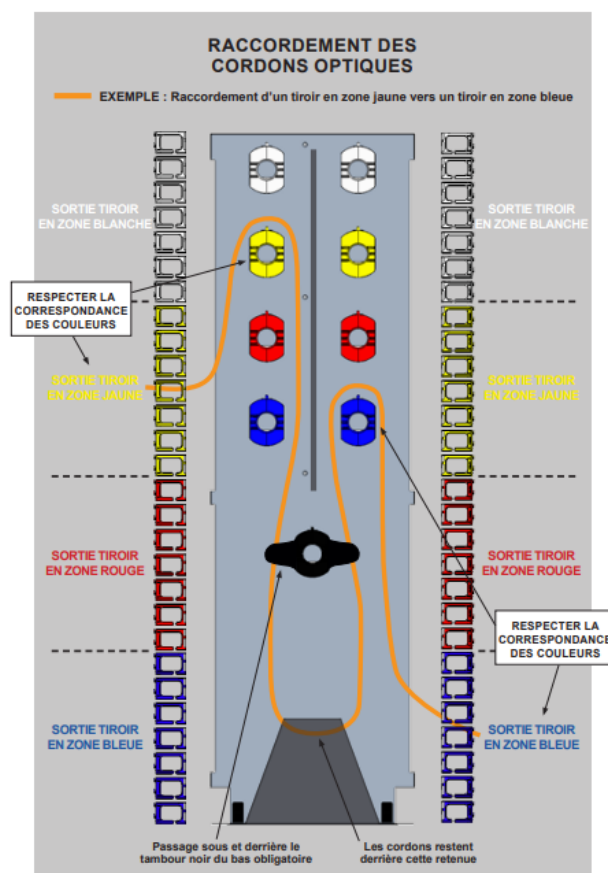 RACCORDEMENT DES
CORDONS OPTIQUES
EXEMPLE : Raccordement d'un tiroir en zone jaune vers un tiroir en zone bleue
SORTIE TIROIR
EN ZONE BLANCHE
SORTIE TIROIR
EN ZONE BLANCHE
RESPECTER LA
CORRESPONDANCE
DES COULEURS
SORTIE TIROIR
EN ZONE JAUNE
SORTIE TIROIR
EN ZONE JAUNE
SORTIE TIROIR
EN ZONE ROUGE
SORTIE TIROIR
EN ZONE ROUGE
RESPECTER LA
CORRESPONDANCE
DES COULEURS
SORTIE TIROIR
EN ZONE BLEUE
SORTIE TIROIR
EN ZONE BLEUE
Passage sous et derrière le
tambour noir du bas obligatoire
Les cordons restent
derrière cette retenue